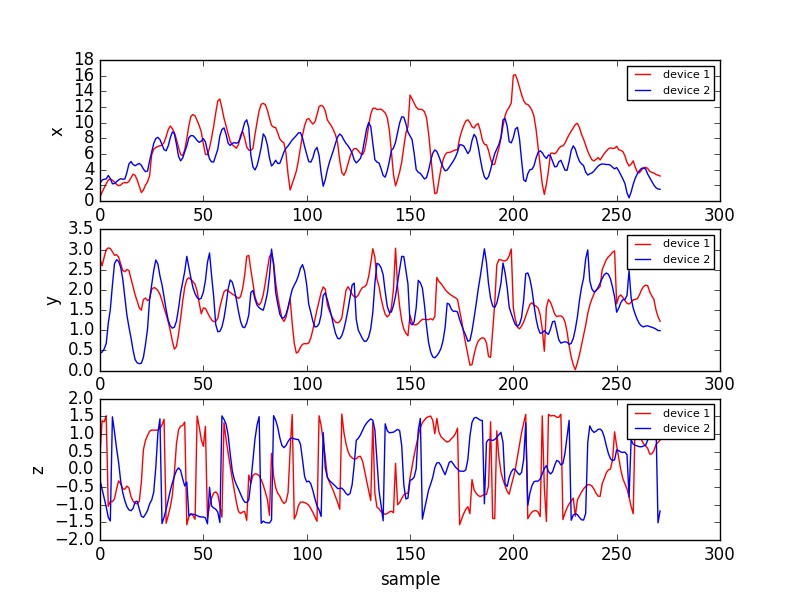 18
16
14
12
10
8
6
4
2
0
x
device 1
device 2
0 50 100 150 200 250 300
3.5
3.0
2.5
2.0
1.5
1.0
0.5
0.0
y
device 1
device 2
0 50 100 150 200 250 300
2.0
1.5
1.0
0.5
0.0
−0.5
−1.0
−1.5
−2.0
z
device 1
device 2
0 50 100 150 200 250 300
sample